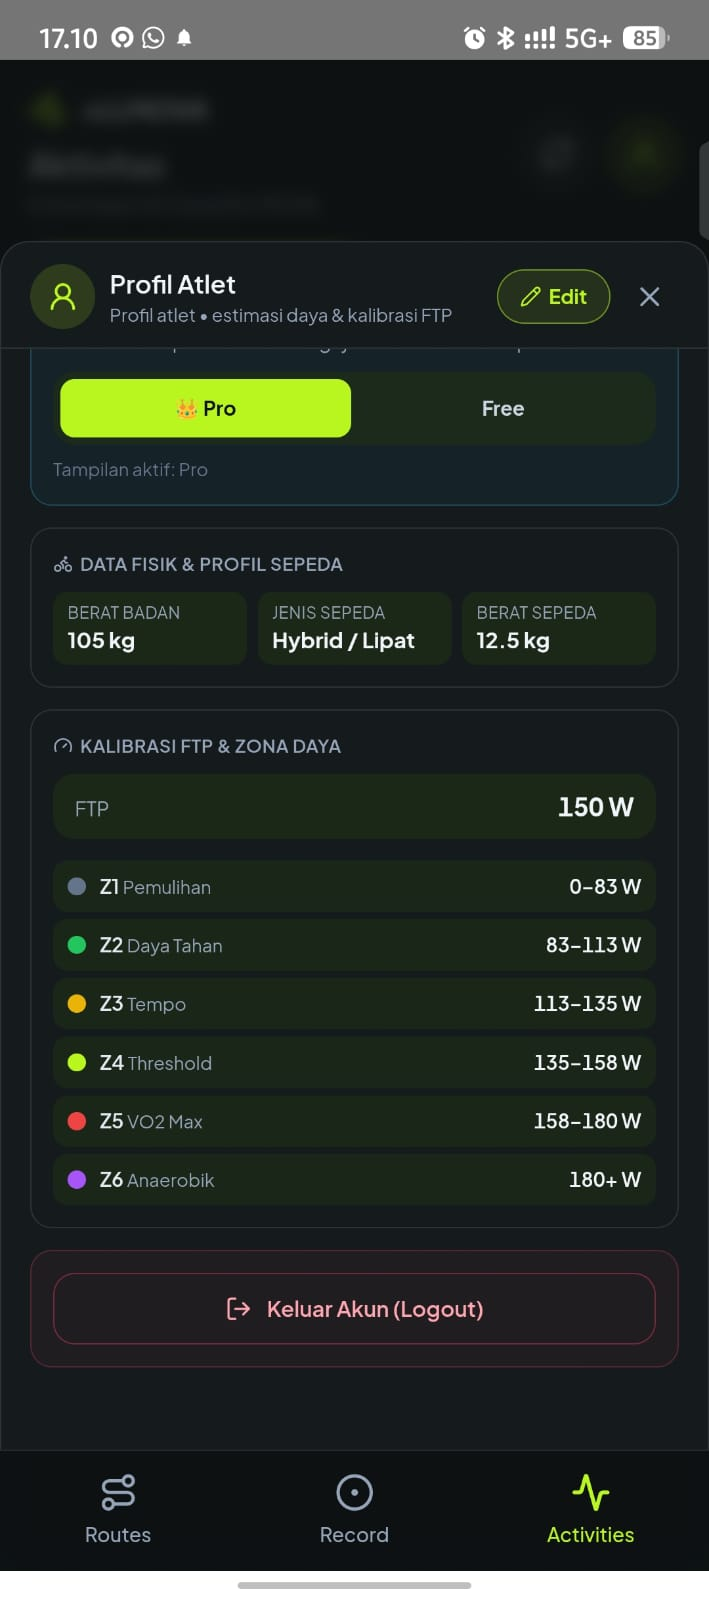 17.10
5G+
85
Profil Atlet
Profil atlet • estimasi daya & kalibrasi FTP
Edit
👑 Pro
Free
Tampilan aktif: Pro
DATA FISIK & PROFIL SEPEDA
BERAT BADAN
105 kg
JENIS SEPEDA
Hybrid / Lipat
BERAT SEPEDA
12.5 kg
KALIBRASI FTP & ZONA DAYA
FTP
150 W
Z1 Pemulihan
0–83 W
Z2 Daya Tahan
83–113 W
Z3 Tempo
113–135 W
Z4 Threshold
135–158 W
Z5 VO2 Max
158–180 W
Z6 Anaerobik
180+ W
Keluar Akun (Logout)
Routes
Record
Activities